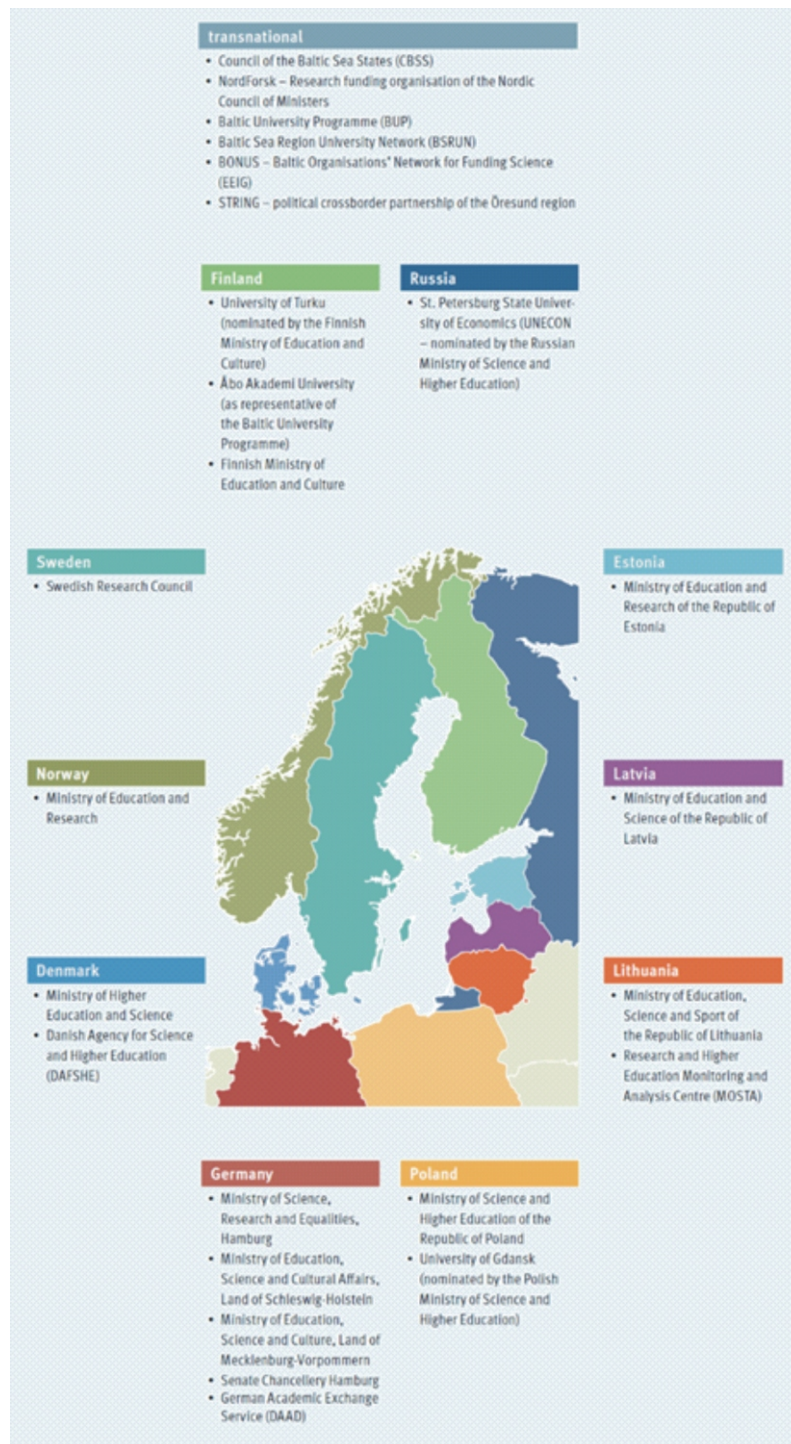 transnational
• Council of the Baltic Sea States (CBSS)
• NordForsk – Research funding organisation of the Nordic
Council of Ministers
• Baltic University Programme (BUP)
• Baltic Sea Region University Network (BSRUN)
• BONUS – Baltic Organisations' Network for Funding Science
(EEIG)
• STRING – political crossborder partnership of the Öresund region
Finland
• University of Turku
(nominated by the Finnish
Ministry of Education and
Culture)
• Åbo Akademi University
(as representative of
the Baltic University
Programme)
• Finnish Ministry of
Education and Culture
Russia
• St. Petersburg State Univer-
sity of Economics (UNECON
– nominated by the Russian
Ministry of Science and
Higher Education)
Sweden
• Swedish Research Council
Estonia
• Ministry of Education and
Research of the Republic of
Estonia
Norway
• Ministry of Education and
Research
Latvia
• Ministry of Education and
Science of the Republic of
Latvia
Denmark
• Ministry of Higher
Education and Science
• Danish Agency for Science
and Higher Education
(DAFSHE)
Lithuania
• Ministry of Education,
Science and Sport of
the Republic of Lithuania
• Research and Higher
Education Monitoring and
Analysis Centre (MOSTA)
Germany
• Ministry of Science,
Research and Equalities,
Hamburg
• Ministry of Education,
Science and Cultural Affairs,
Land of Schleswig-Holstein
• Ministry of Education,
Science and Culture, Land of
Mecklenburg-Vorpommern
• Senate Chancellery Hamburg
• German Academic Exchange
Service (DAAD)
Poland
• Ministry of Science and
Higher Education of the
Republic of Poland
• University of Gdansk
(nominated by the Polish
Ministry of Science and
Higher Education)